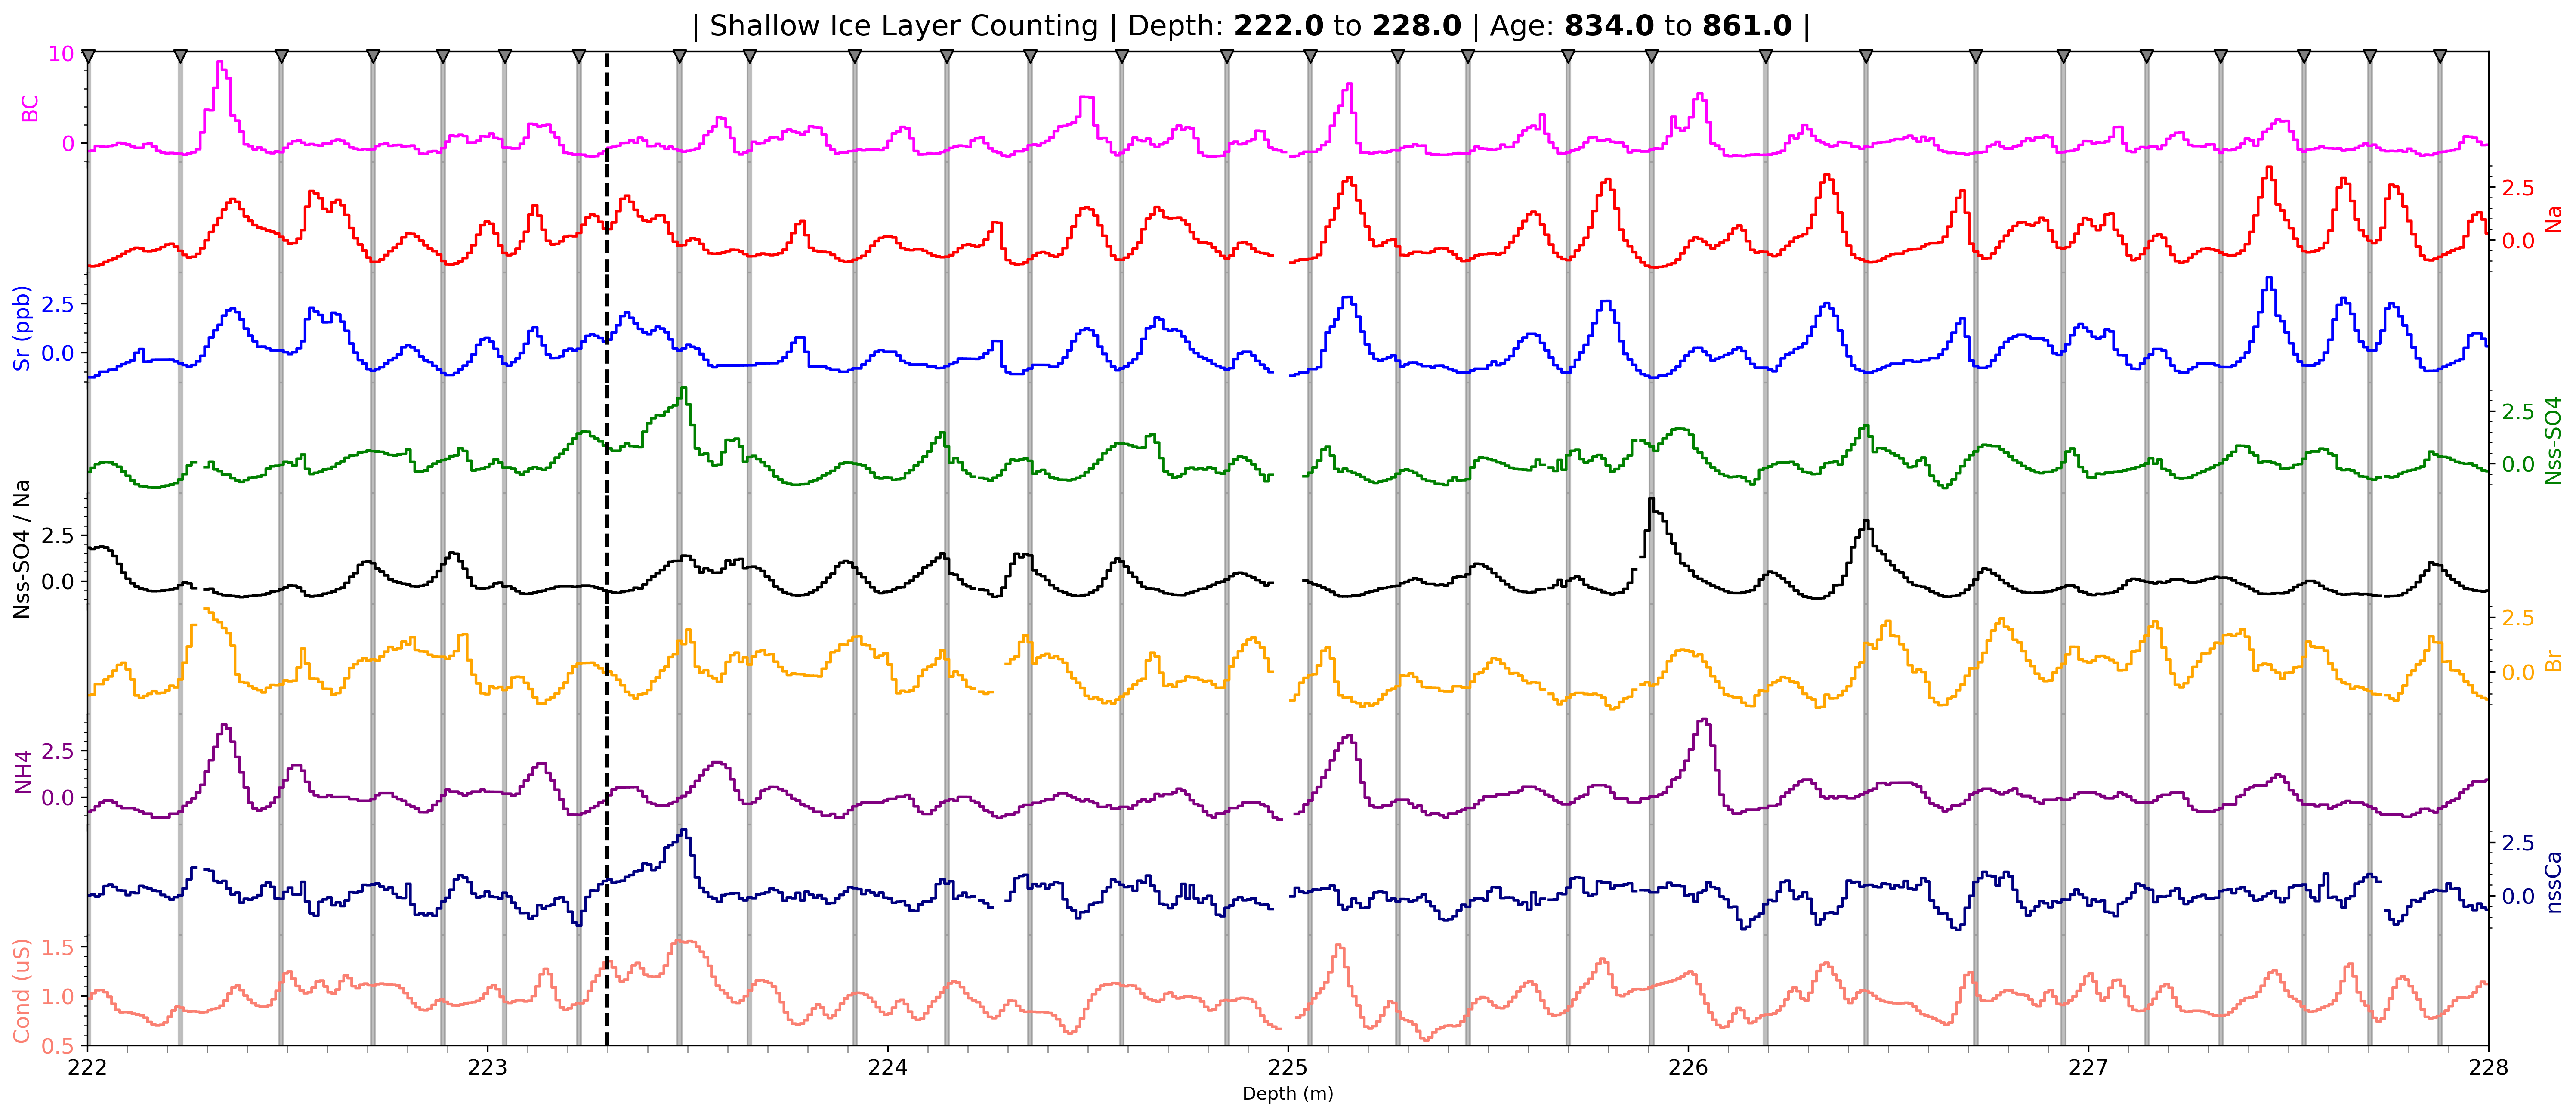 | Shallow Ice Layer Counting | Depth: 222.0 to 228.0 | Age: 834.0 to 861.0 |
10
0
BC
2.5
0.0
Na
2.5
0.0
Sr (ppb)
2.5
0.0
Nss-SO4
2.5
0.0
Nss-SO4 / Na
2.5
0.0
Br
2.5
0.0
NH4
2.5
0.0
nssCa
1.5
1.0
0.5
Cond (uS)
222 223 224 225 226 227 228
Depth (m)